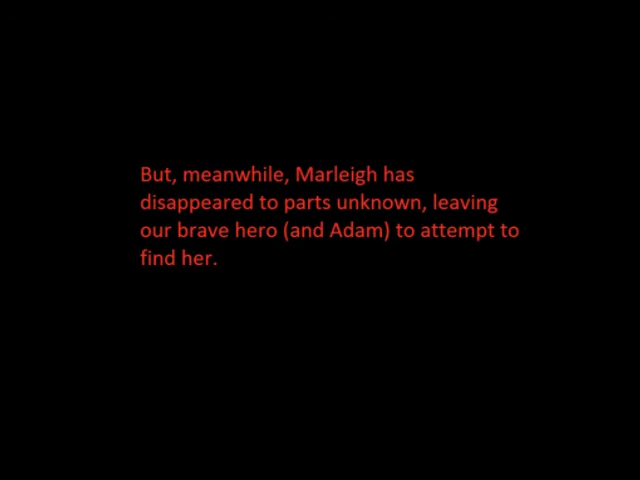 But, meanwhile, Marleigh has
disappeared to parts unknown, leaving
our brave hero (and Adam) to attempt to
find her.